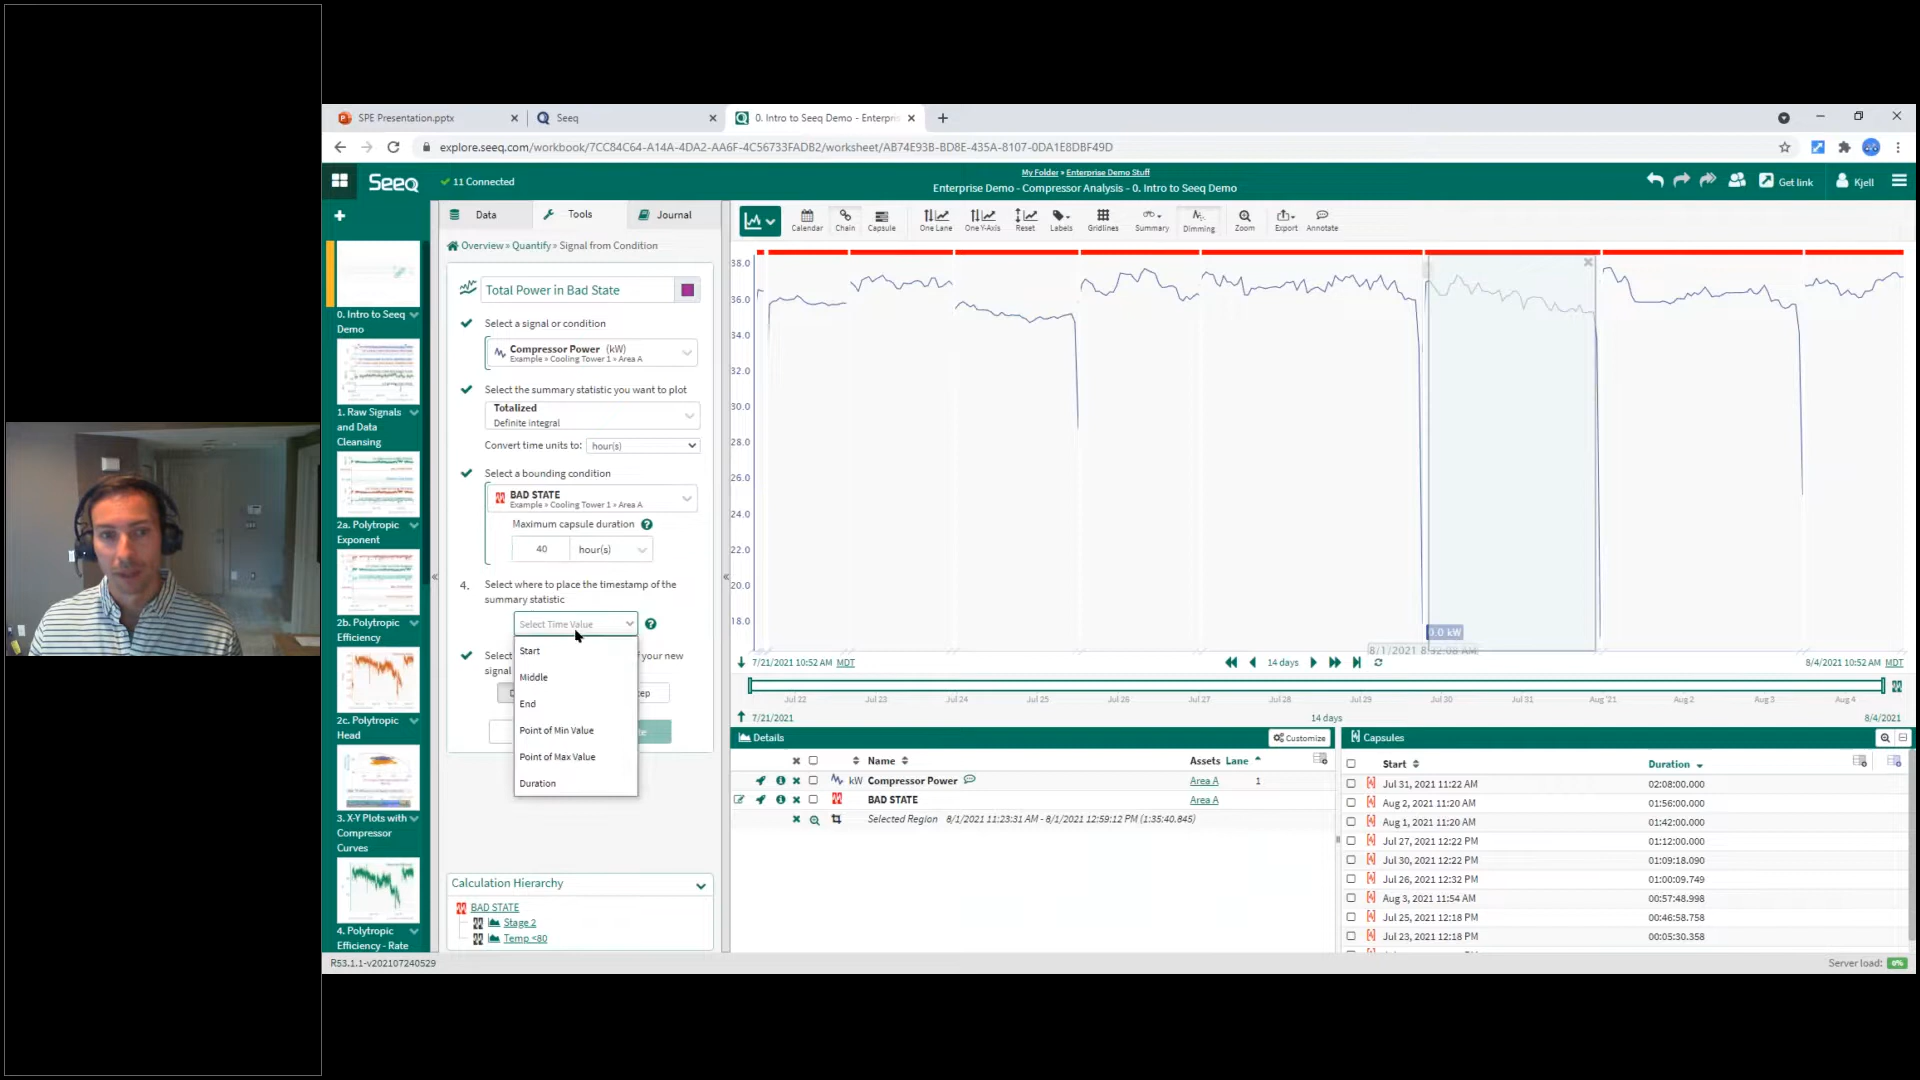 SPE Presentation.pptx
Seeq
0. Intro to Seeq Demo - Enterpris
explore.seeq.com/workbook/7CC84C64-A14A-4DA2-AA6F-4C56733FADB2/worksheet/AB74E93B-BD8E-435A-8107-0DA1E8DBF49D
Seeq
11 Connected
My Folder » Enterprise Demo Stuff
Enterprise Demo - Compressor Analysis - 0. Intro to Seeq Demo
Get link
Kjell
Data
Tools
Journal
Calendar
Chain
Capsule
One Lane
One Y-Axis
Reset
Labels
Gridlines
Summary
Dimming
Zoom
Export
Annotate
0. Intro to Seeq Demo
1. Raw Signals and Data Cleansing
2a. Polytropic Exponent
2b. Polytropic Efficiency
2c. Polytropic Head
3. X-Y Plots with Compressor Curves
4. Polytropic Efficiency - Rate
Overview » Quantify » Signal from Condition
Total Power in Bad State
Select a signal or condition
Compressor Power (kW)
Example » Cooling Tower 1 » Area A
Select the summary statistic you want to plot
Totalized
Definite integral
Convert time units to: hour(s)
Select a bounding condition
BAD STATE
Example » Cooling Tower 1 » Area A
Maximum capsule duration
40 hour(s)
4. Select where to place the timestamp of the
summary statistic
Select Time Value
Start
Middle
End
Point of Min Value
Point of Max Value
Duration
Select
f your new
signal
Calculation Hierarchy
BAD STATE
Stage 2
Temp <80
38.0
36.0
34.0
32.0
30.0
28.0
26.0
24.0
22.0
20.0
18.0
0.0 kW
7/21/2021 10:52 AM MDT
14 days
8/4/2021 10:52 AM MDT
Jul 22
Jul 23
Jul 24
Jul 25
Jul 26
Jul 27
Jul 28
Jul 29
Jul 30
Jul 31
Aug '21
Aug 2
Aug 3
Aug 4
7/21/2021
14 days
8/4/2021
Details
Customize
Name
Assets
Lane
kW Compressor Power
Area A
1
BAD STATE
Area A
Selected Region 8/1/2021 11:23:31 AM - 8/1/2021 12:59:12 PM (1:35:40.845)
Capsules
Start
Duration
Jul 31, 2021 11:22 AM 02:08:00.000
Aug 2, 2021 11:20 AM 01:56:00.000
Aug 1, 2021 11:20 AM 01:42:00.000
Jul 27, 2021 12:22 PM 01:12:00.000
Jul 30, 2021 12:22 PM 01:09:18.090
Jul 26, 2021 12:32 PM 01:00:09.749
Aug 3, 2021 11:54 AM 00:57:48.998
Jul 25, 2021 12:18 PM 00:46:58.758
Jul 23, 2021 12:18 PM 00:05:30.358
R53.1.1-v202107240529
Server load: 0%